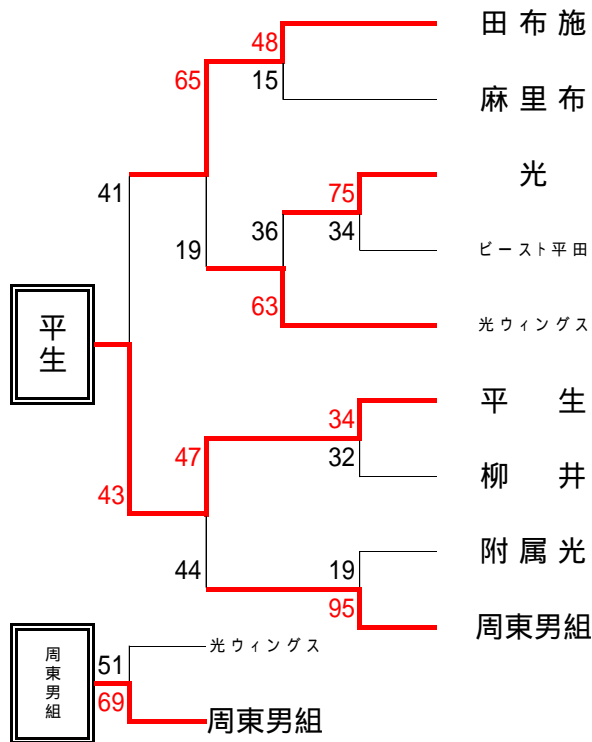 48
田布施
65
15
麻里布
41
75
光
36
34
19
ビースト平田
平生
63
光ウィングス
34
平 生
47
32
柳 井
43
44
19
附属光
95
周東男組
周東男組
51
光ウィングス
69
周東男組